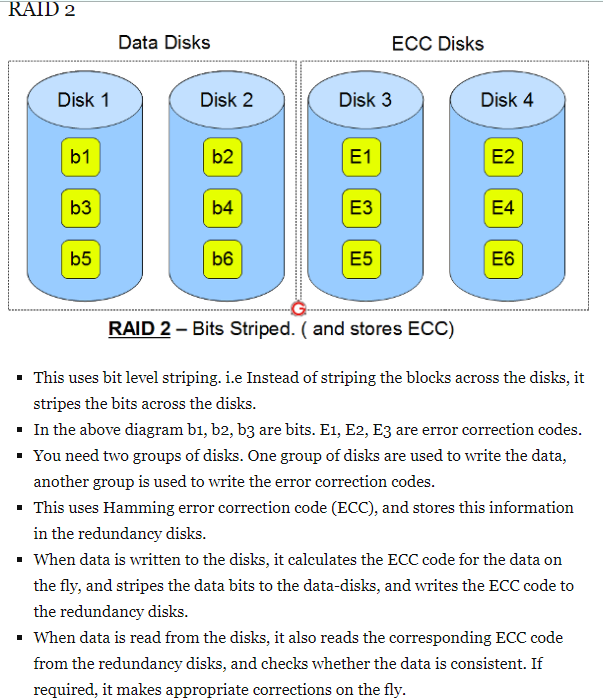 RAID 2
Data Disks ECC Disks
Disk 1 Disk 2 Disk 3 Disk 4
b1 b2 E1 E2
b3 b4 E3 E4
b5 b6 E5 E6
G
RAID 2 – Bits Striped. ( and stores ECC)
▪ This uses bit level striping. i.e Instead of striping the blocks across the disks, it
stripes the bits across the disks.
▪ In the above diagram b1, b2, b3 are bits. E1, E2, E3 are error correction codes.
▪ You need two groups of disks. One group of disks are used to write the data,
another group is used to write the error correction codes.
▪ This uses Hamming error correction code (ECC), and stores this information
in the redundancy disks.
▪ When data is written to the disks, it calculates the ECC code for the data on
the fly, and stripes the data bits to the data-disks, and writes the ECC code to
the redundancy disks.
▪ When data is read from the disks, it also reads the corresponding ECC code
from the redundancy disks, and checks whether the data is consistent. If
required, it makes appropriate corrections on the fly.